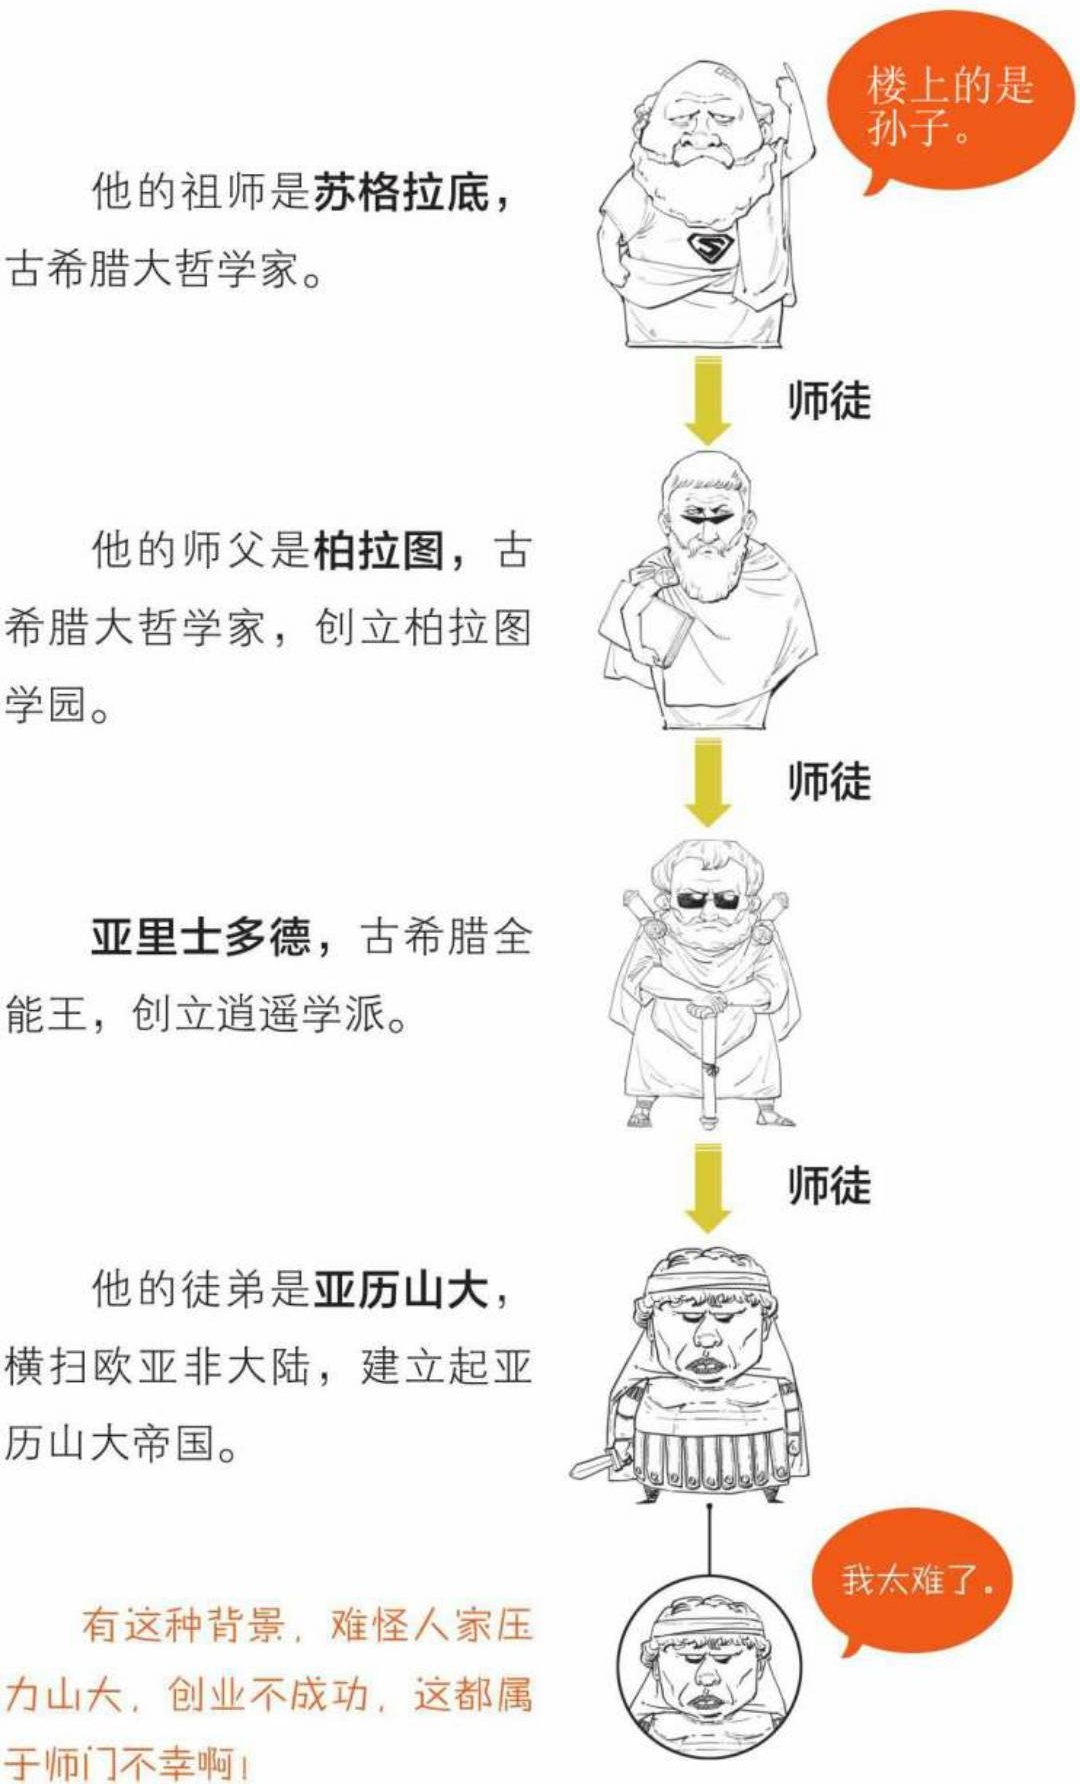 楼上的是
孙子。
他的祖师是苏格拉底，
古希腊大哲学家。
S
师徒
他的师父是柏拉图，古
希腊大哲学家，创立柏拉图
学园。
师徒
亚里士多德，古希腊全
能王，创立逍遥学派。
师徒
他的徒弟是亚历山大，
横扫欧亚非大陆，建立起亚
历山大帝国。
我太难了。
有这种背景，难怪人家压
力山大，创业不成功，这都属
于师门不幸啊！